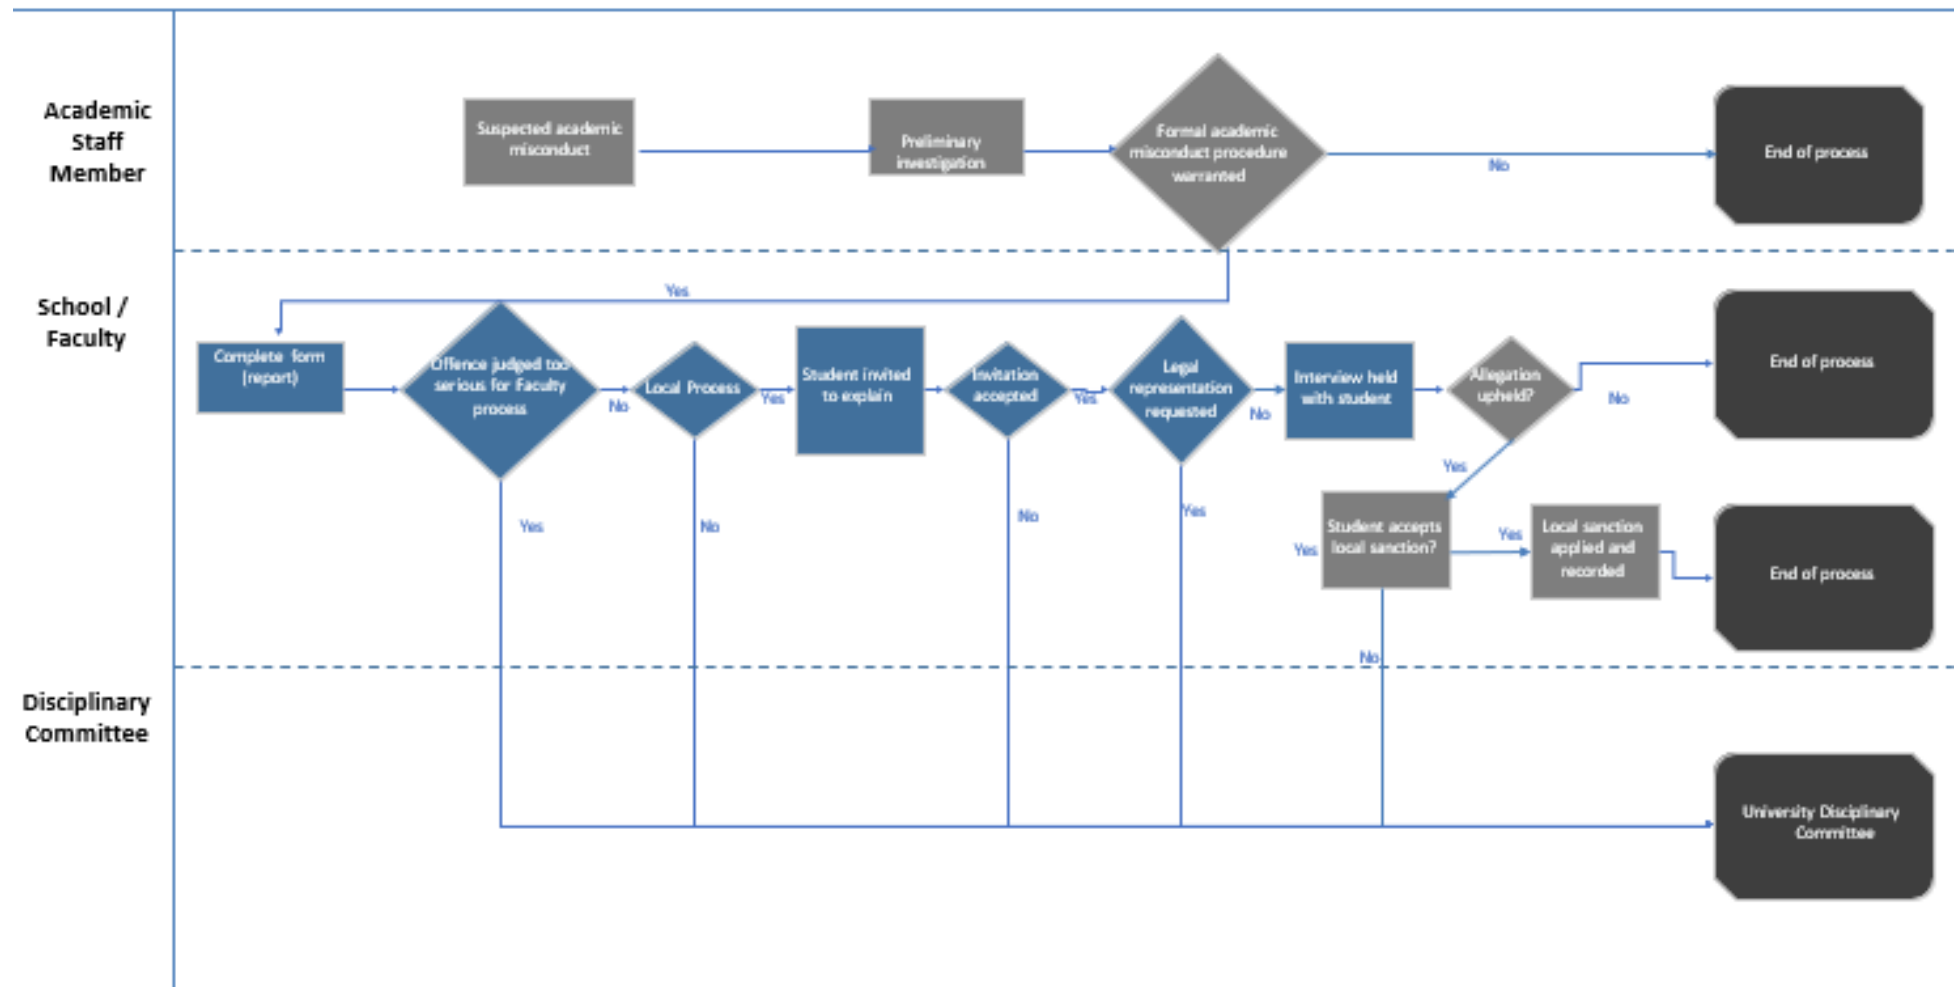 Academic
Staff
Member
Suspected academic
misconduct
Preliminary
investigation
Formal academic
misconduct procedure
warranted
No
End of process
School /
Faculty
Yes
Complete form
(report)
Offence judged too
serious for Faculty
process
No
Yes
Local Process
Yes
No
Student invited
to explain
Invitation
accepted
Yes
No
Legal
representation
requested
No
Yes
Interview held
with student
Allegation
upheld?
No
End of process
Yes
Student accepts
local sanction?
Yes
Yes
Local sanction
applied and
recorded
End of process
No
Disciplinary
Committee
University Disciplinary
Committee